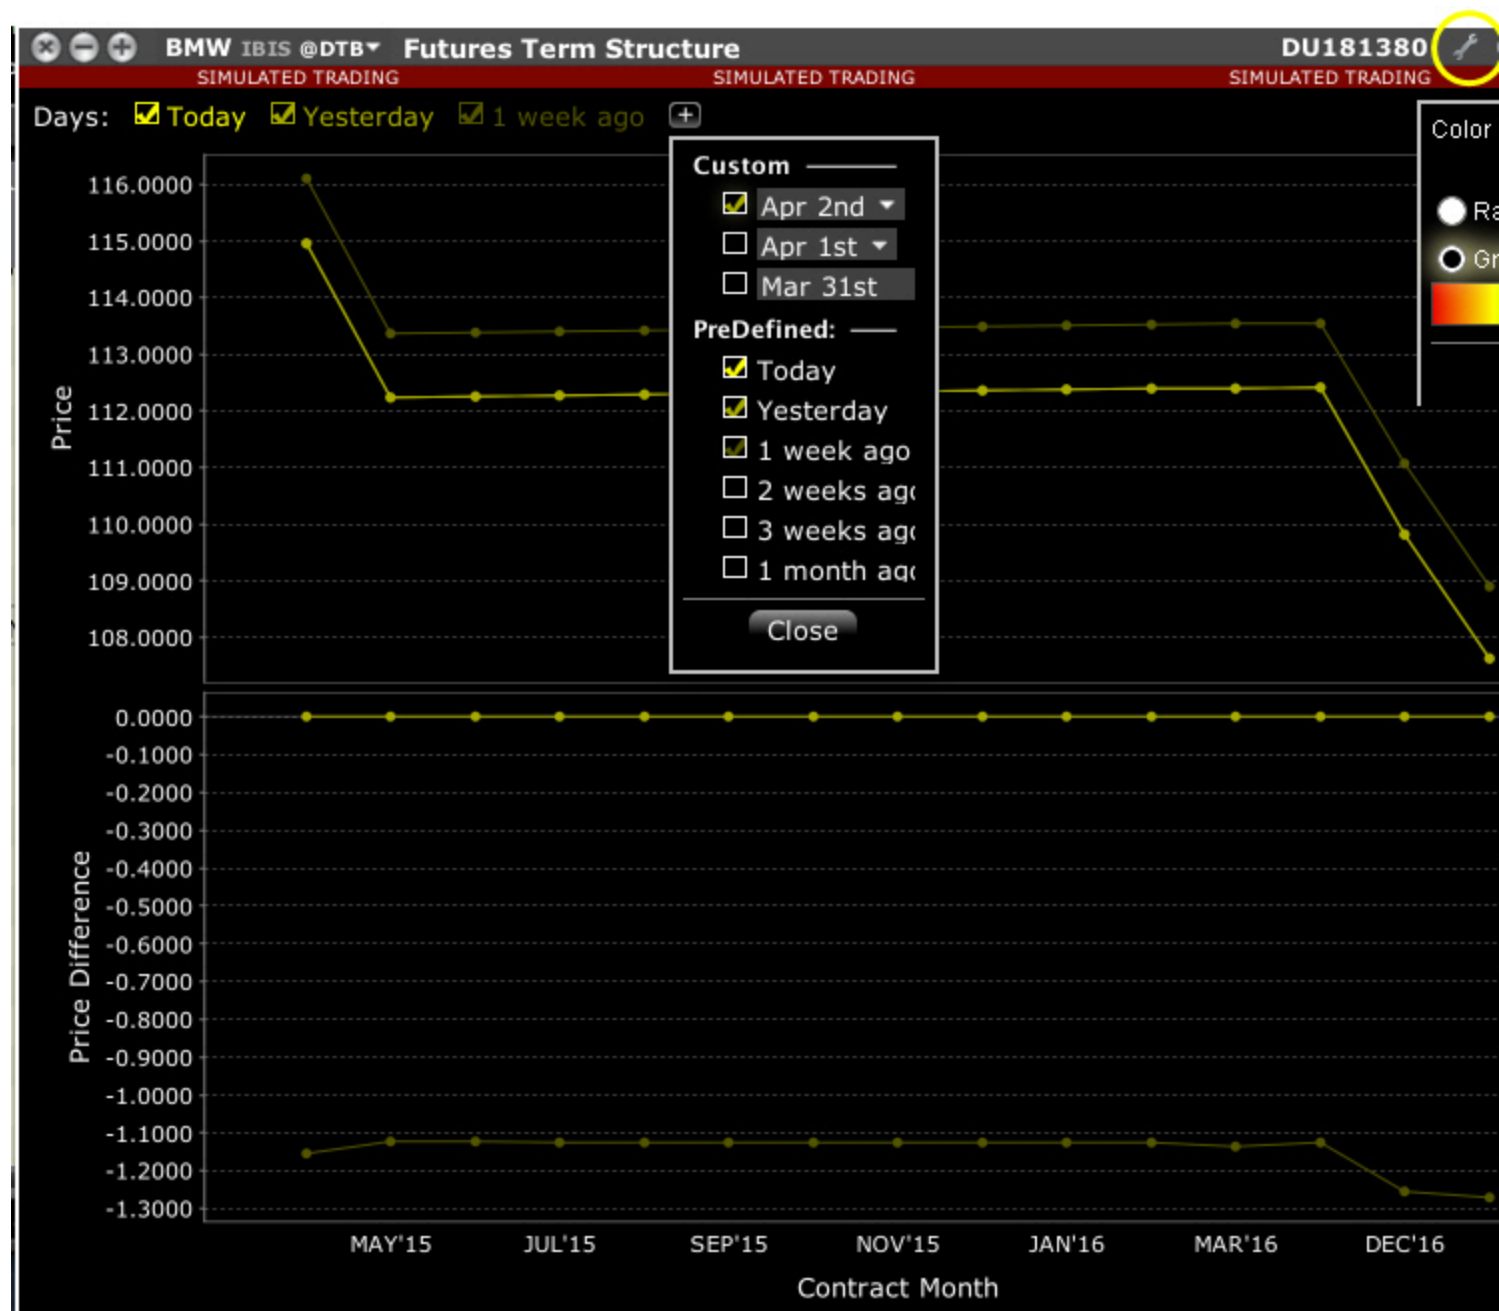 BMW IBIS @DTB Futures Term Structure DU181380
SIMULATED TRADING SIMULATED TRADING SIMULATED TRADING
Days: Today Yesterday 1 week ago +
Color
Ra
Gr
Custom
Apr 2nd
Apr 1st
Mar 31st
PreDefined:
Today
Yesterday
1 week ago
2 weeks ag
3 weeks ag
1 month ag
Close
Price
116.0000
115.0000
114.0000
113.0000
112.0000
111.0000
110.0000
109.0000
108.0000
Price Difference
0.0000
-0.1000
-0.2000
-0.3000
-0.4000
-0.5000
-0.6000
-0.7000
-0.8000
-0.9000
-1.0000
-1.1000
-1.2000
-1.3000
MAY'15 JUL'15 SEP'15 NOV'15 JAN'16 MAR'16 DEC'16
Contract Month